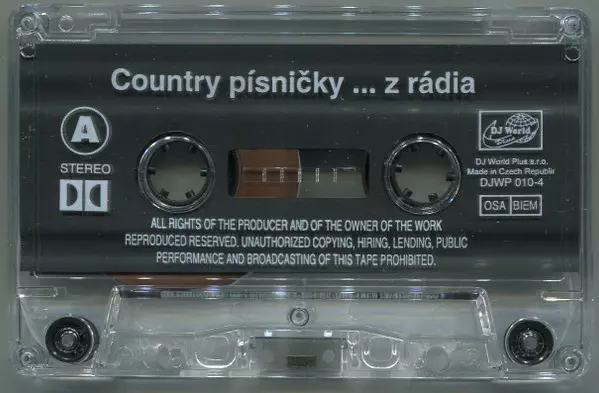 Country písničky ... z rádia
A
STEREO
DJ World
DJ World Plus s.r.o.
Made in Czech Republic
DJWP 010-4
OSA BIEM
ALL RIGHTS OF THE PRODUCER AND OF THE OWNER OF THE WORK
REPRODUCED RESERVED. UNAUTHORIZED COPYING, HIRING, LENDING, PUBLIC
PERFORMANCE AND BROADCASTING OF THIS TAPE PROHIBITED.